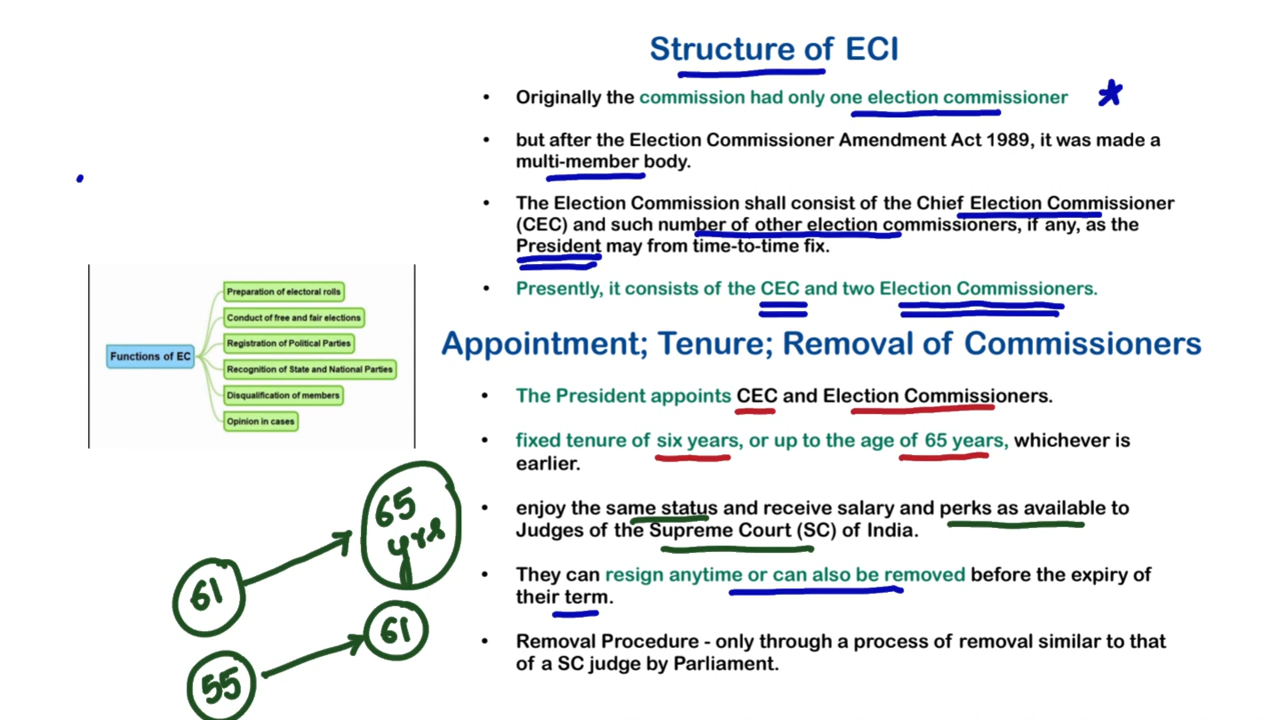 Structure of ECI
• Originally the commission had only one election commissioner
• but after the Election Commissioner Amendment Act 1989, it was made a
multi-member body.
• The Election Commission shall consist of the Chief Election Commissioner
(CEC) and such number of other election commissioners, if any, as the
President may from time-to-time fix.
• Presently, it consists of the CEC and two Election Commissioners.
Functions of EC
Preparation of electoral rolls
Conduct of free and fair elections
Registration of Political Parties
Recognition of State and National Parties
Disqualification of members
Opinion in cases
Appointment; Tenure; Removal of Commissioners
• The President appoints CEC and Election Commissioners.
• fixed tenure of six years, or up to the age of 65 years, whichever is
earlier.
• enjoy the same status and receive salary and perks as available to
Judges of the Supreme Court (SC) of India.
• They can resign anytime or can also be removed before the expiry of
their term.
• Removal Procedure - only through a process of removal similar to that
of a SC judge by Parliament.
61
65
yrs
55
61